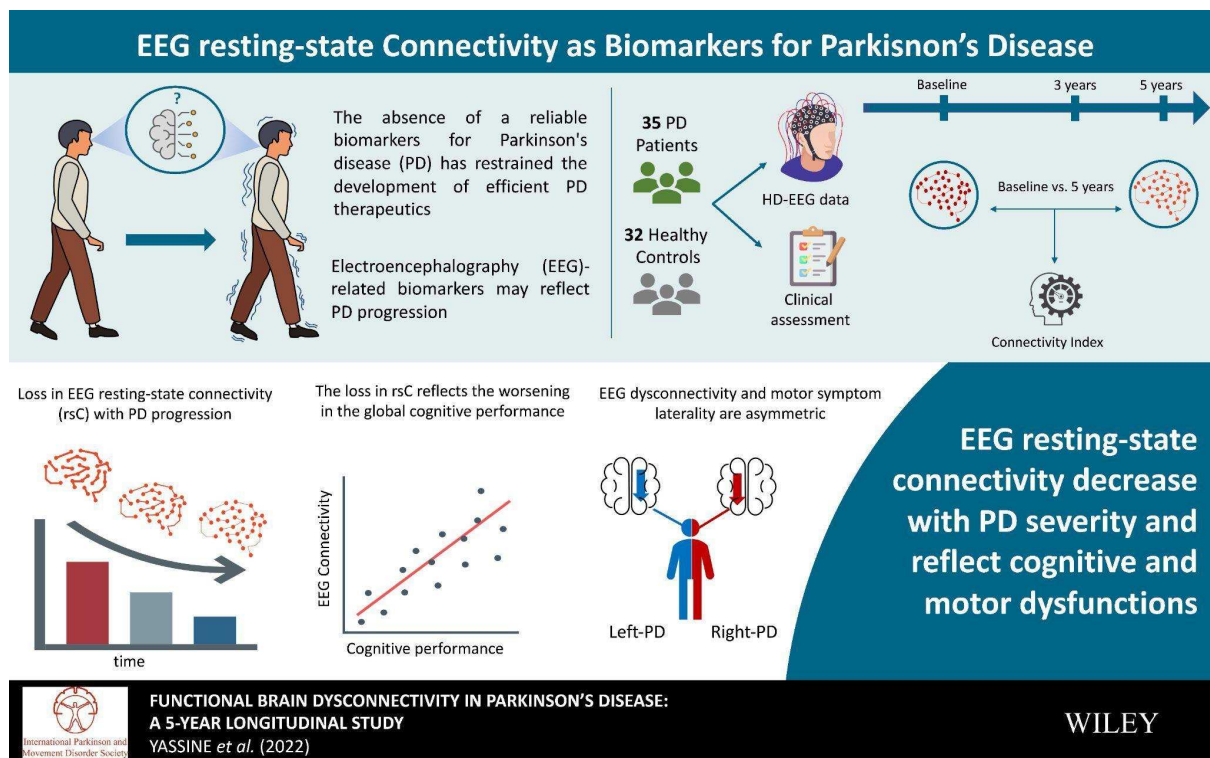 EEG resting-state Connectivity as Biomarkers for Parkisnon's Disease
?
The absence of a reliable
biomarkers for Parkinson's
disease (PD) has restrained the
development of efficient PD
therapeutics
Electroencephalography (EEG)-
related biomarkers may reflect
PD progression
35 PD
Patients
32 Healthy
Controls
HD-EEG data
Clinical
assessment
Baseline
3 years
5 years
Baseline vs. 5 years
Connectivity Index
Loss in EEG resting-state connectivity
(rsC) with PD progression
time
The loss in rsC reflects the worsening
in the global cognitive performance
EEG Connectivity
Cognitive performance
EEG dysconnectivity and motor symptom
laterality are asymmetric
Left-PD
Right-PD
EEG resting-state
connectivity decrease
with PD severity and
reflect cognitive and
motor dysfunctions
International Parkinson and
Movement Disorder Society
FUNCTIONAL BRAIN DYSCONNECTIVITY IN PARKINSON'S DISEASE:
A 5-YEAR LONGITUDINAL STUDY
YASSINE et al. (2022)
WILEY